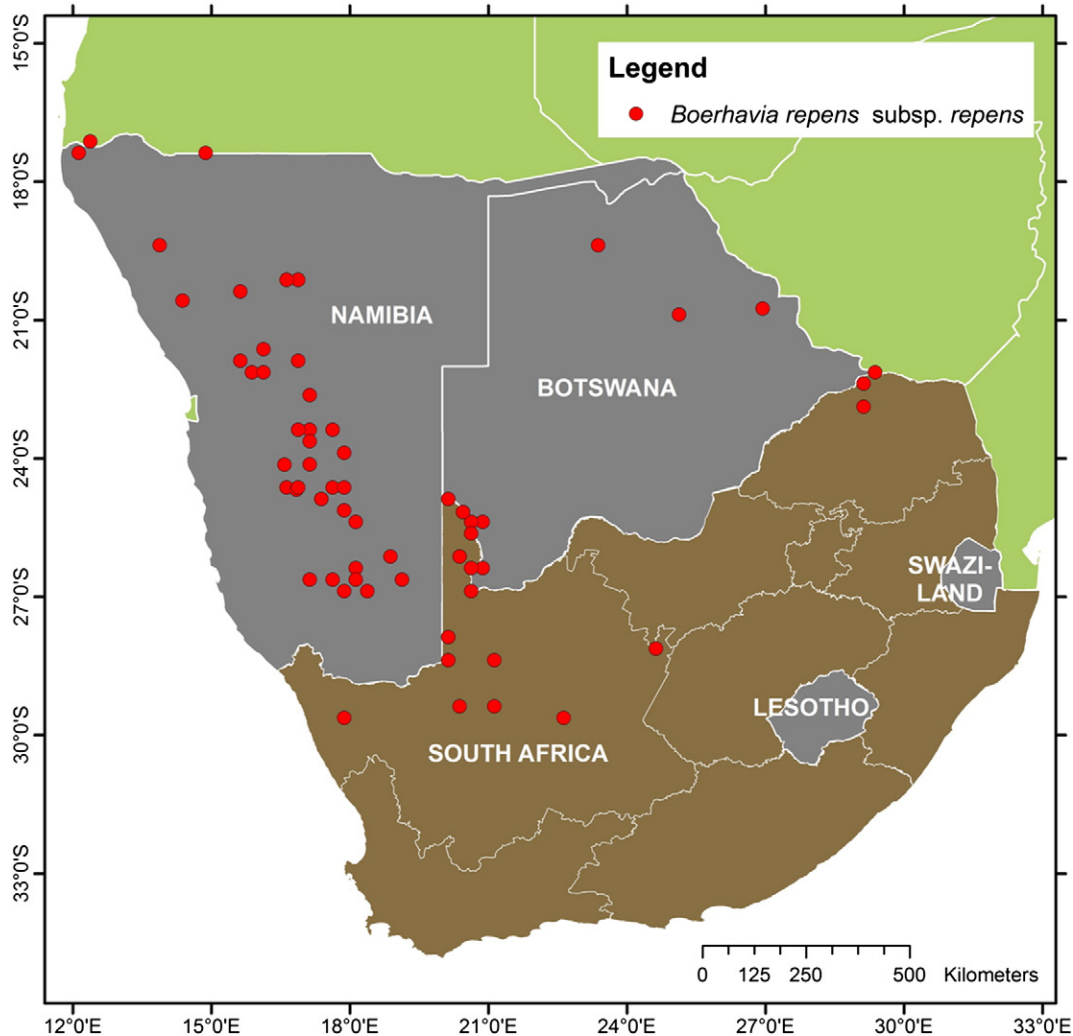 Legend
Boerhavia repens subsp. repens
15°0'S
18°0'S
21°0'S
24°0'S
27°0'S
30°0'S
33°0'S
NAMIBIA
BOTSWANA
SWAZI-
LAND
LESOTHO
SOUTH AFRICA
0 125 250 500 Kilometers
12°0'E 15°0'E 18°0'E 21°0'E 24°0'E 27°0'E 30°0'E 33°0'E